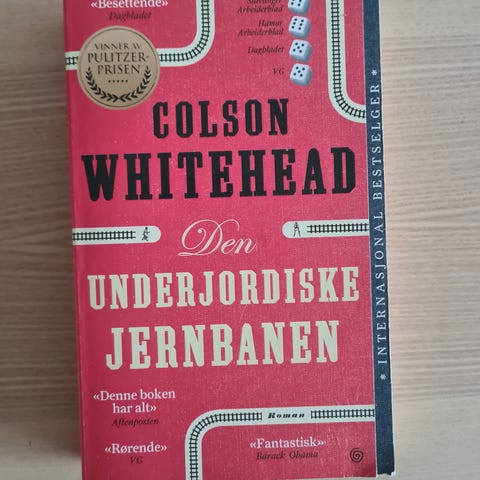 «Besettende»
Dagbladet
Stavanger
Arbeiderblad
Hamar
Arbeiderblad
Dagbladet
VG
VINNER AV
PULITZER-
PRISEN
COLSON
WHITEHEAD
Den
UNDERJORDISKE
JERNBANEN
«Denne boken
har alt»
Aftenposten
Roman
«Rørende»
VG
«Fantastisk»
Barack Obama
* INTERNASJONAL BESTSELGER *